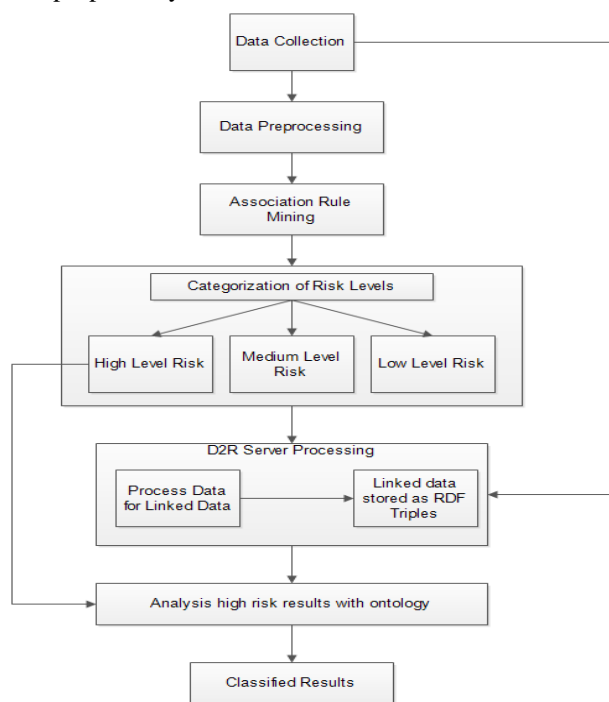 Data Collection
Data Preprocessing
Association Rule
Mining
Categorization of Risk Levels
High Level Risk
Medium Level
Risk
Low Level Risk
D2R Server Processing
Process Data
for Linked Data
Linked data
stored as RDF
Triples
Analysis high risk results with ontology
Classified Results